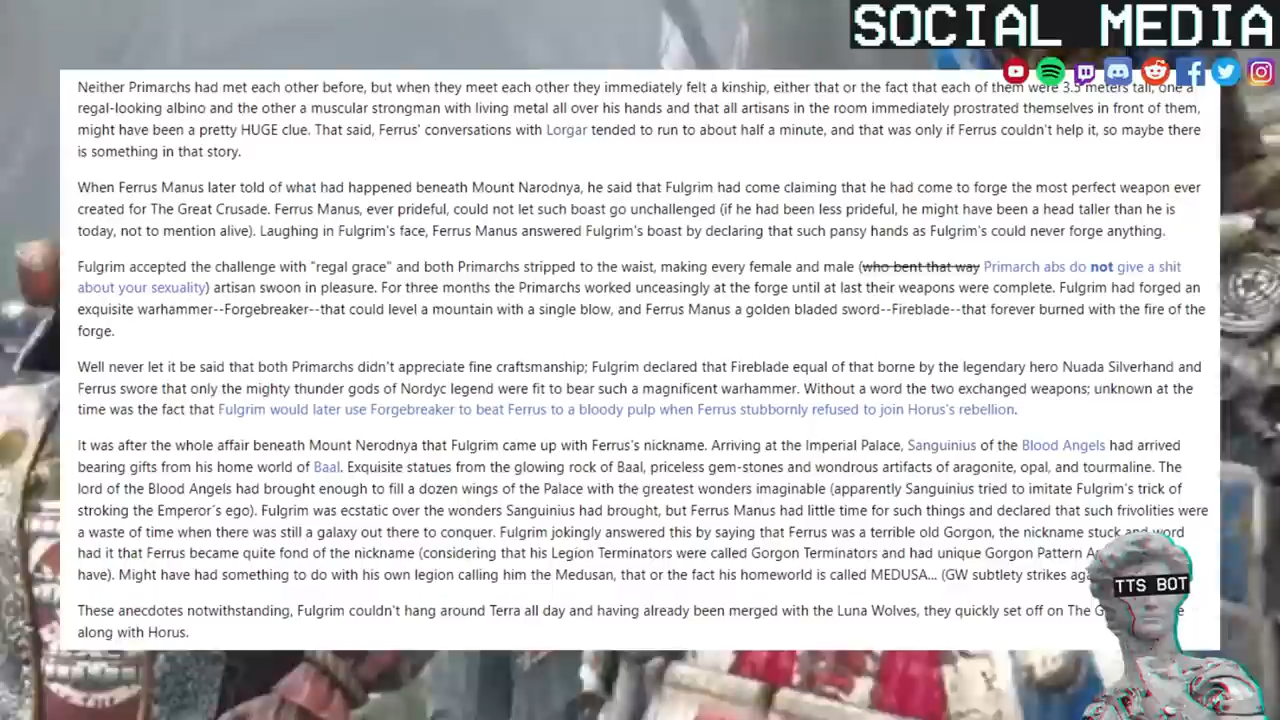 SOCIAL MEDIA
Neither Primarchs had met each other before, but when they meet each other they immediately felt a kinship, either that or the fact that each of them were 3.5 meters tall, one a
regal-looking albino and the other a muscular strongman with living metal all over his hands and that all artisans in the room immediately prostrated themselves in front of them,
might have been a pretty HUGE clue. That said, Ferrus' conversations with Lorgar tended to run to about half a minute, and that was only if Ferrus couldn't help it, so maybe there
is something in that story.
When Ferrus Manus later told of what had happened beneath Mount Narodnya, he said that Fulgrim had come claiming that he had come to forge the most perfect weapon ever
created for The Great Crusade. Ferrus Manus, ever prideful, could not let such boast go unchallenged (if he had been less prideful, he might have been a head taller than he is
today, not to mention alive). Laughing in Fulgrim's face, Ferrus Manus answered Fulgrim's boast by declaring that such pansy hands as Fulgrim's could never forge anything.
Fulgrim accepted the challenge with "regal grace" and both Primarchs stripped to the waist, making every female and male (who bent that way Primarch abs do not give a shit
about your sexuality) artisan swoon in pleasure. For three months the Primarchs worked unceasingly at the forge until at last their weapons were complete. Fulgrim had forged an
exquisite warhammer--Forgebreaker--that could level a mountain with a single blow, and Ferrus Manus a golden bladed sword--Fireblade--that forever burned with the fire of the
forge.
Well never let it be said that both Primarchs didn't appreciate fine craftsmanship; Fulgrim declared that Fireblade equal of that borne by the legendary hero Nuada Silverhand and
Ferrus swore that only the mighty thunder gods of Nordyc legend were fit to bear such a magnificent warhammer. Without a word the two exchanged weapons; unknown at the
time was the fact that Fulgrim would later use Forgebreaker to beat Ferrus to a bloody pulp when Ferrus stubbornly refused to join Horus's rebellion.
It was after the whole affair beneath Mount Nerodnya that Fulgrim came up with Ferrus's nickname. Arriving at the Imperial Palace, Sanguinius of the Blood Angels had arrived
bearing gifts from his home world of Baal. Exquisite statues from the glowing rock of Baal, priceless gem-stones and wondrous artifacts of aragonite, opal, and tourmaline. The
lord of the Blood Angels had brought enough to fill a dozen wings of the Palace with the greatest wonders imaginable (apparently Sanguinius tried to imitate Fulgrim's trick of
stroking the Emperor's ego). Fulgrim was ecstatic over the wonders Sanguinius had brought, but Ferrus Manus had little time for such things and declared that such frivolities were
a waste of time when there was still a galaxy out there to conquer. Fulgrim jokingly answered this by saying that Ferrus was a terrible old Gorgon, the nickname stuck and word
had it that Ferrus became quite fond of the nickname (considering that his Legion Terminators were called Gorgon Terminators and had unique Gorgon Pattern
have). Might have had something to do with his own legion calling him the Medusan, that or the fact his homeworld is called MEDUSA... (GW subtlety strikes
TTS BOT
These anecdotes notwithstanding, Fulgrim couldn't hang around Terra all day and having already been merged with the Luna Wolves, they quickly set off on The
along with Horus.